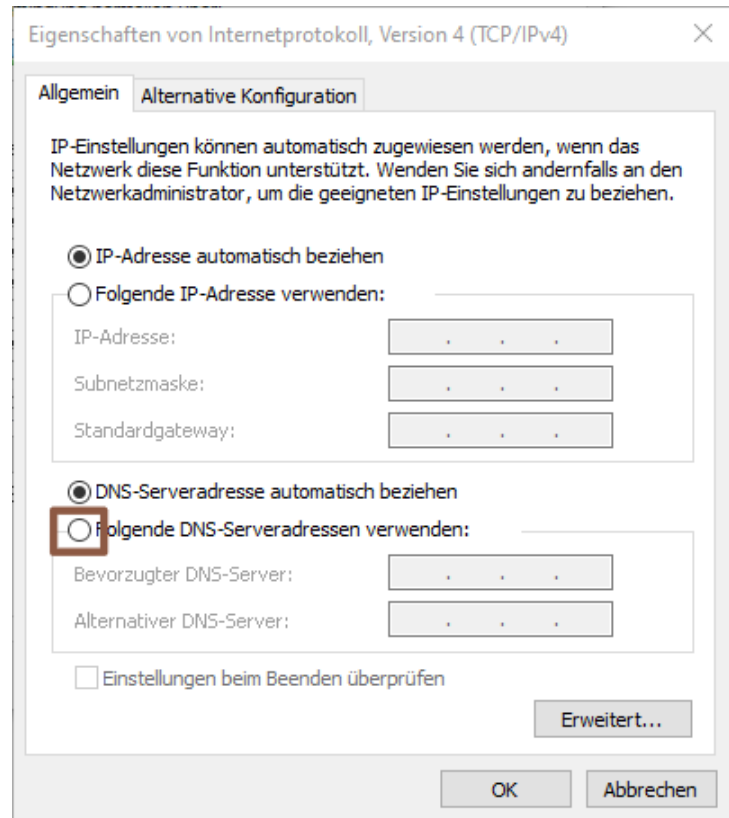 Eigenschaften von Internetprotokoll, Version 4 (TCP/IPv4)
Allgemein
Alternative Konfiguration
IP-Einstellungen können automatisch zugewiesen werden, wenn das
Netzwerk diese Funktion unterstützt. Wenden Sie sich andernfalls an den
Netzwerkadministrator, um die geeigneten IP-Einstellungen zu beziehen.
IP-Adresse automatisch beziehen
Folgende IP-Adresse verwenden:
IP-Adresse:
Subnetzmaske:
Standardgateway:
DNS-Serveradresse automatisch beziehen
Folgende DNS-Serveradressen verwenden:
Bevorzugter DNS-Server:
Alternativer DNS-Server:
Einstellungen beim Beenden überprüfen
Erweitert...
OK
Abbrechen